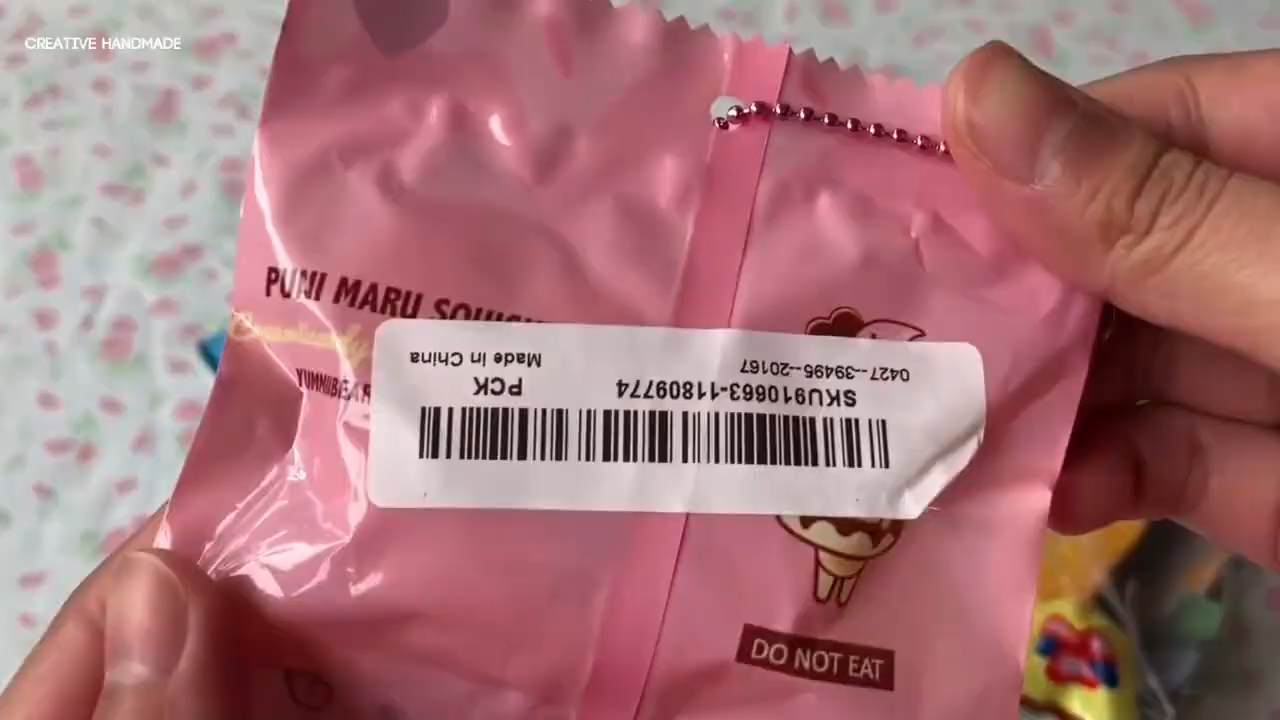 CREATIVE HANDMADE
PUNI MARU
Made in China
0427--39495--20167
PCK
SKU910663-11809774
DO NOT EAT